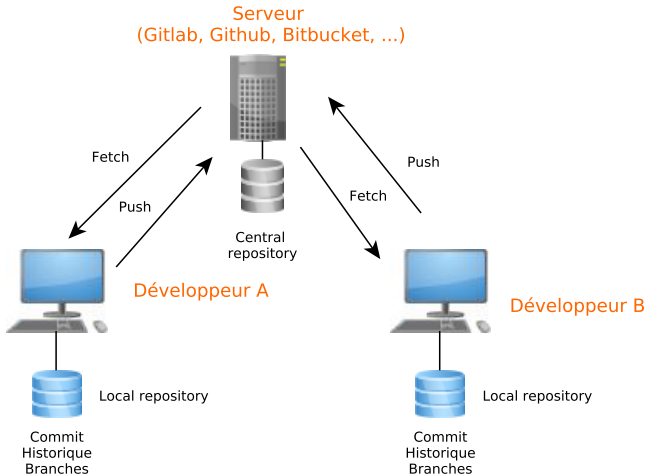 Serveur
(Gitlab, Github, Bitbucket, ...)
Fetch
Push
Push
Fetch
Central
repository
Développeur A
Développeur B
Local repository
Local repository
Commit
Historique
Branches
Commit
Historique
Branches